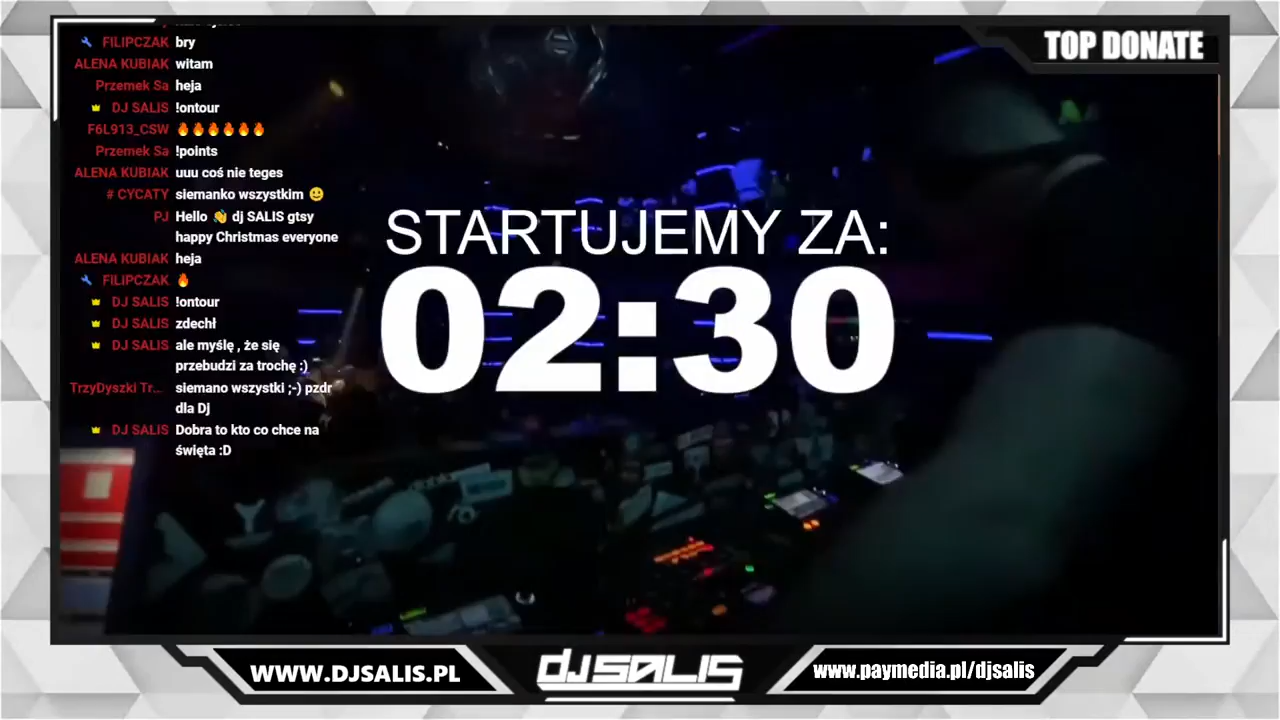 FILIPCZAK bry
ALENA KUBIAK witam
Przemek Sa heja
DJ SALIS !ontour
F6L913_CSW 🔥🔥🔥🔥🔥🔥
Przemek Sa !points
ALENA KUBIAK uuu coś nie teges
# CYCATY siemanko wszystkim 😀
PJ Hello 👋 dj SALIS gtsy
happy Christmas everyone
ALENA KUBIAK heja
FILIPCZAK 🔥
DJ SALIS !ontour
DJ SALIS zdechł
DJ SALIS ale myślę , że się
przebudzi za trochę :)
TrzyDyszki Tr... siemano wszystki ;-) pzdr
dla Dj
DJ SALIS Dobra to kto co chce na
święta :D
TOP DONATE
STARTUJEMY ZA:
02:30
WWW.DJSALIS.PL
dJSALIS
www.paymedia.pl/djsalis